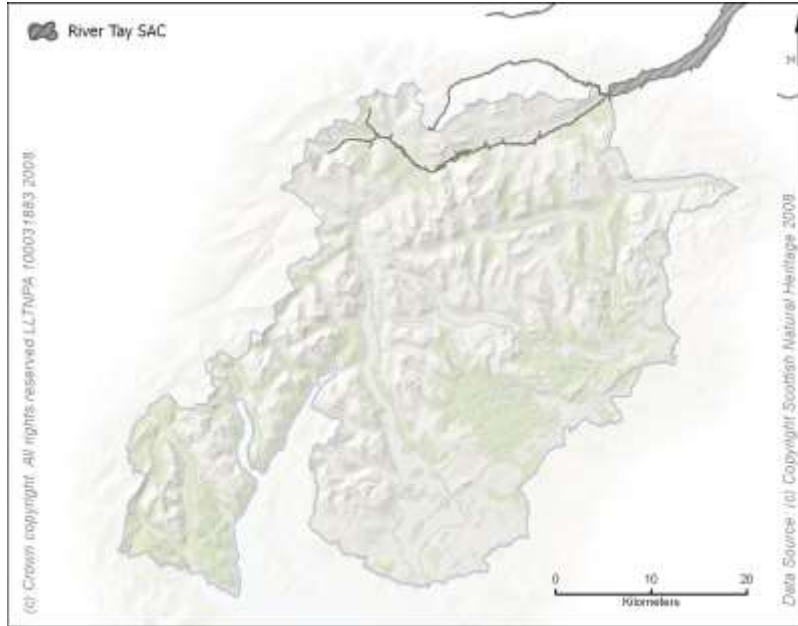 River Tay SAC
N
(c) Crown copyright. All rights reserved LLTNPA 100031883 2008
Data Source: (c) Copyright Scottish Natural Heritage 2008
0 10 20
Kilometers